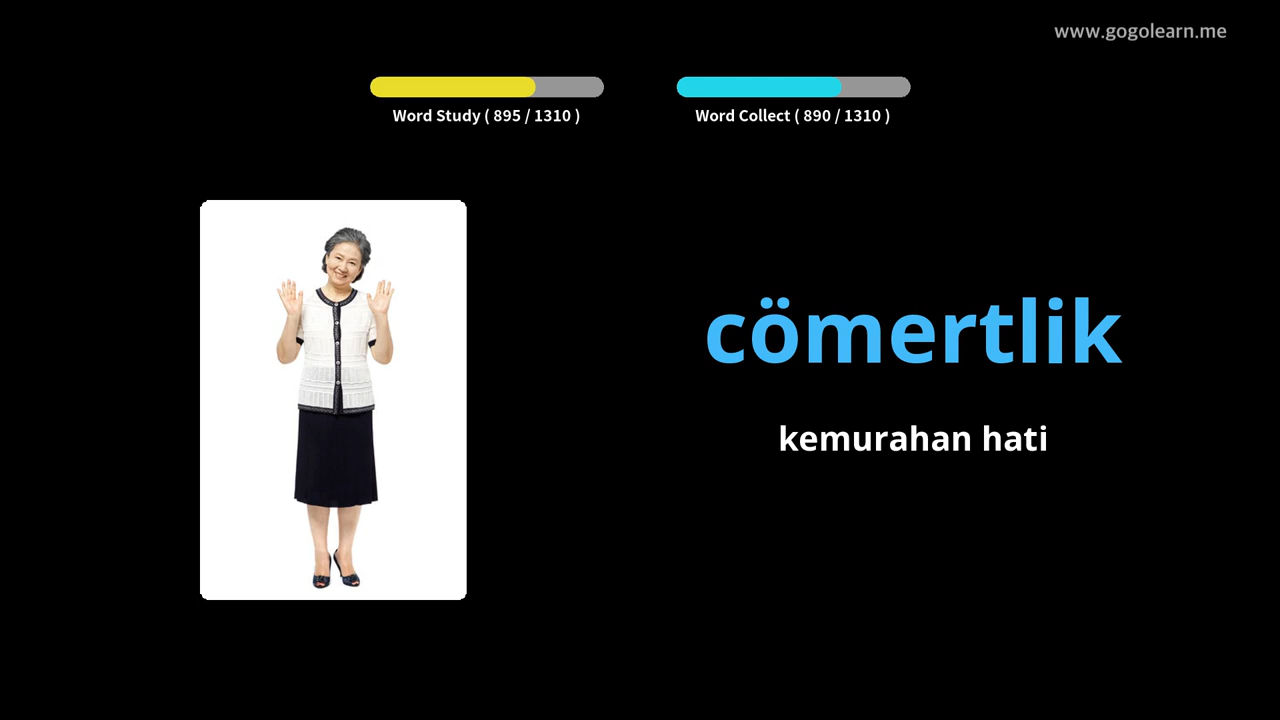 www.gogolearn.me
Word Study ( 895 / 1310 )
Word Collect ( 890 / 1310 )
cömertlik
kemurahan hati